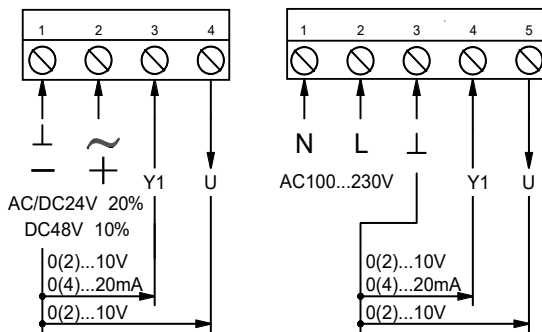 1 2 3 4
⊥ ~
− +
Y1 U
AC/DC24V 20%
DC48V 10%
0(2)...10V
0(4)...20mA
0(2)...10V
1 2 3 4 5
N L ⊥
AC100...230V
Y1 U
0(2)...10V
0(4)...20mA
0(2)...10V